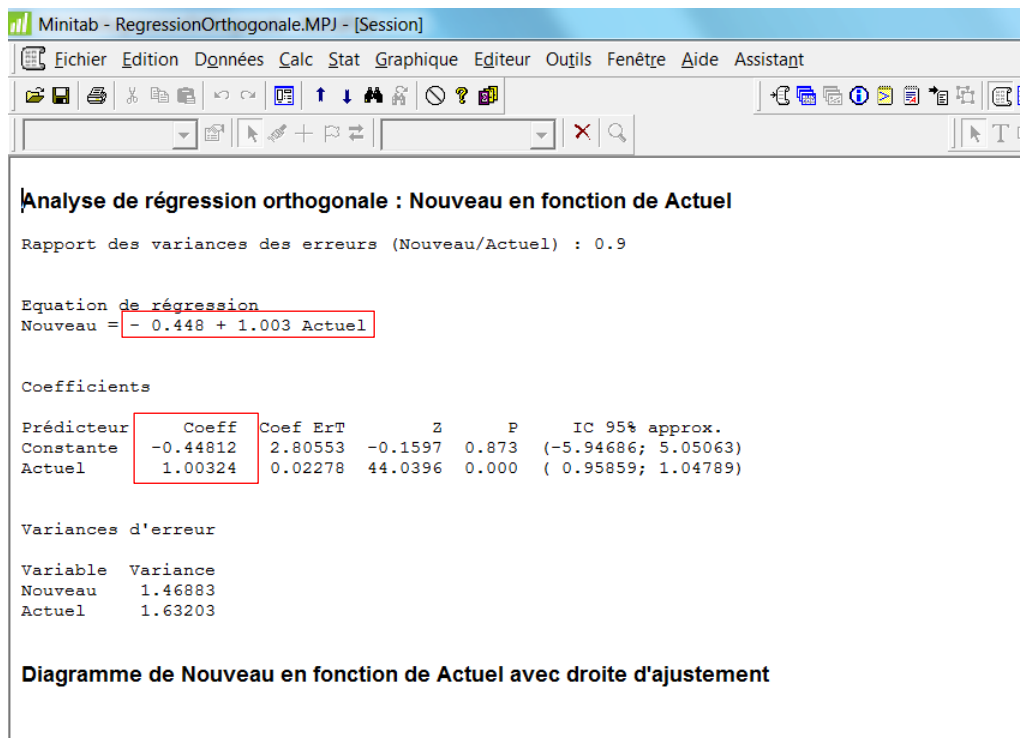 Minitab - RegressionOrthogonale.MPJ - [Session]
Fichier Edition Données Calc Stat Graphique Editeur Outils Fenêtre Aide Assistant
Analyse de régression orthogonale : Nouveau en fonction de Actuel
Rapport des variances des erreurs (Nouveau/Actuel) : 0.9
Equation de régression
Nouveau = - 0.448 + 1.003 Actuel
Coefficients
Prédicteur Coeff Coef ErT Z P IC 95% approx.
Constante -0.44812 2.80553 -0.1597 0.873 (-5.94686; 5.05063)
Actuel 1.00324 0.02278 44.0396 0.000 ( 0.95859; 1.04789)
Variances d'erreur
Variable Variance
Nouveau 1.46883
Actuel 1.63203
Diagramme de Nouveau en fonction de Actuel avec droite d'ajustement